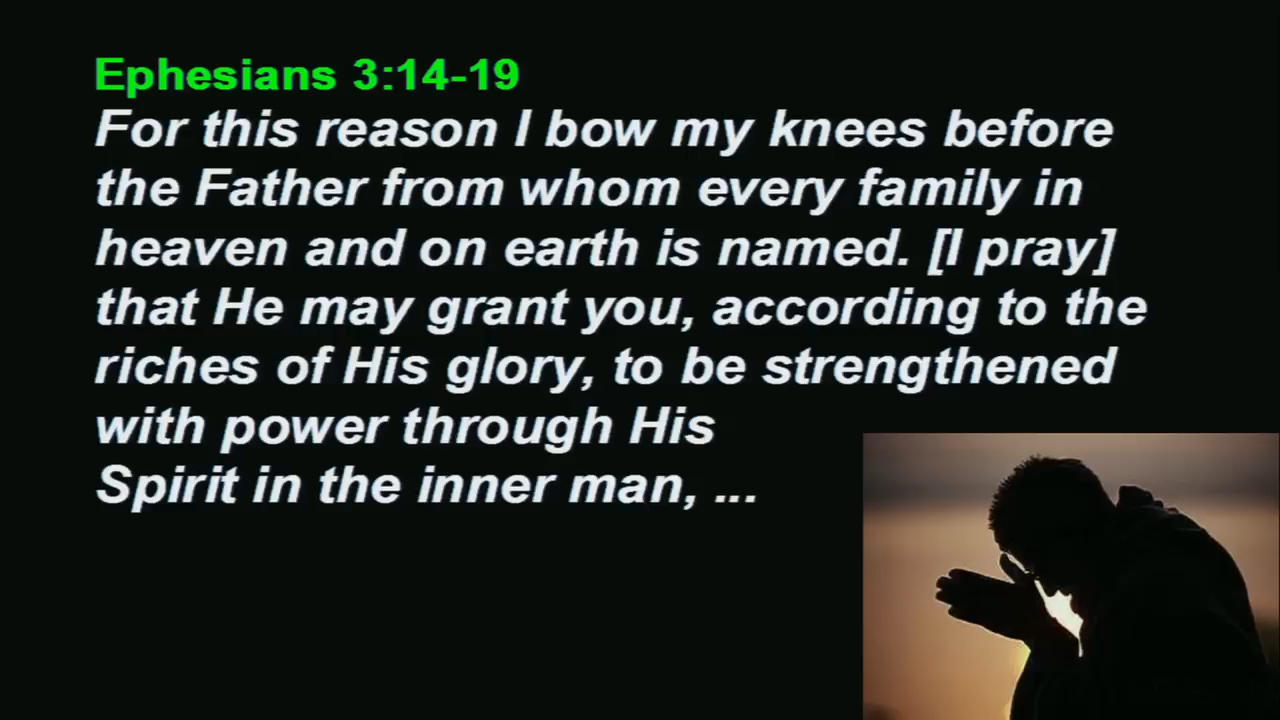 Ephesians 3:14-19
For this reason I bow my knees before
the Father from whom every family in
heaven and on earth is named. [I pray]
that He may grant you, according to the
riches of His glory, to be strengthened
with power through His
Spirit in the inner man, ...